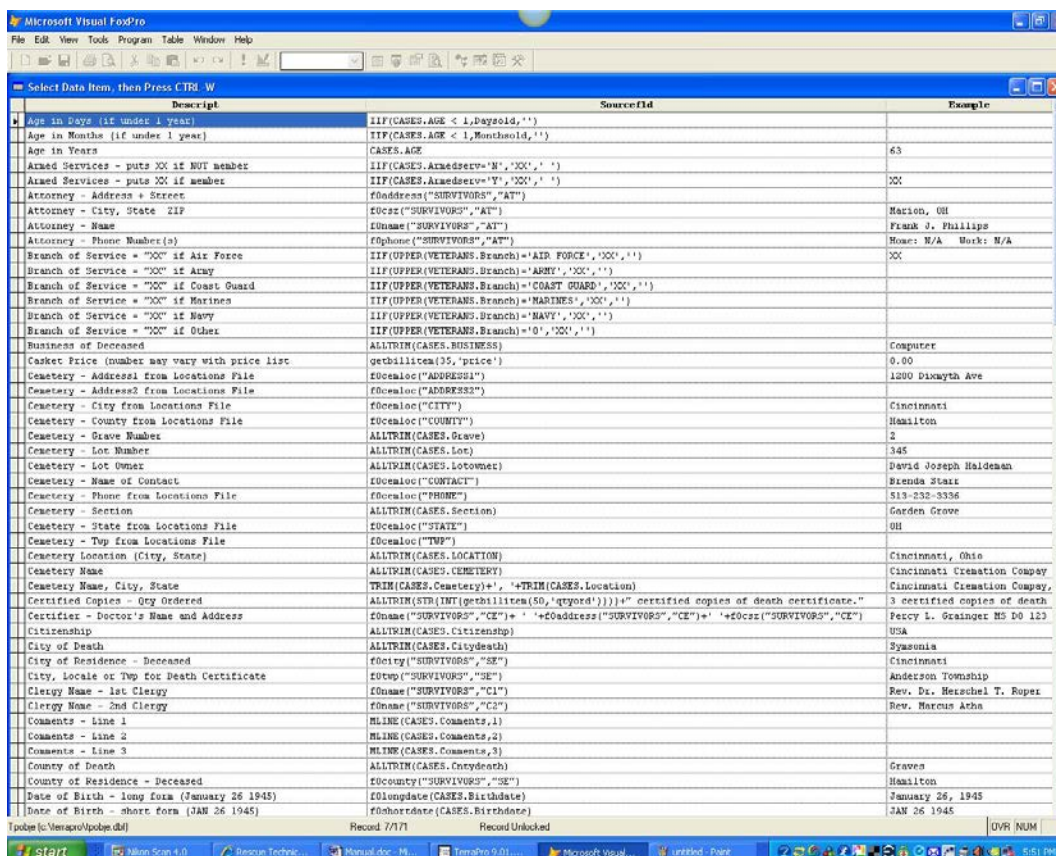 Microsoft Visual FoxPro
File Edit View Tools Program Table Window Help
Select Data Item, then Press CTRL-W
Descript Sourcefld Example
Age in Days (if under 1 year) IIF(CASES.AGE < 1,Daysold,'')
Age in Months (if under 1 year) IIF(CASES.AGE < 1,Monthsold,'')
Age in Years CASES.AGE 63
Armed Services - puts XX if NOT member IIF(CASES.Armedserv='N','XX',' ')
Armed Services - puts XX if member IIF(CASES.Armedserv='Y','XX',' ') XX
Attorney - Address + Street f0address("SURVIVORS","AT")
Attorney - City, State ZIP f0csz("SURVIVORS","AT") Marion, OH
Attorney - Name f0name("SURVIVORS","AT") Frank J. Phillips
Attorney - Phone Number(s) f0phone("SURVIVORS","AT") Home: N/A Work: N/A
Branch of Service = "XX" if Air Force IIF(UPPER(VETERANS.Branch)='AIR FORCE','XX','') XX
Branch of Service = "XX" if Army IIF(UPPER(VETERANS.Branch)='ARMY','XX','')
Branch of Service = "XX" if Coast Guard IIF(UPPER(VETERANS.Branch)='COAST GUARD','XX','')
Branch of Service = "XX" if Marines IIF(UPPER(VETERANS.Branch)='MARINES','XX','')
Branch of Service = "XX" if Navy IIF(UPPER(VETERANS.Branch)='NAVY','XX','')
Branch of Service = "XX" if Other IIF(UPPER(VETERANS.Branch)='O','XX','')
Business of Deceased ALLTRIM(CASES.BUSINESS) Computer
Casket Price (number may vary with price list getbillitem(35,'price') 0.00
Cemetery - Address1 from Locations File f0cemloc("ADDRESS1") 1200 Dixmyth Ave
Cemetery - Address2 from Locations File f0cemloc("ADDRESS2")
Cemetery - City from Locations File f0cemloc("CITY") Cincinnati
Cemetery - County from Locations File f0cemloc("COUNTY") Hamilton
Cemetery - Grave Number ALLTRIM(CASES.Grave) 2
Cemetery - Lot Number ALLTRIM(CASES.Lot) 345
Cemetery - Lot Owner ALLTRIM(CASES.Lotowner) David Joseph Haldeman
Cemetery - Name of Contact f0cemloc("CONTACT") Brenda Starr
Cemetery - Phone from Locations File f0cemloc("PHONE") 513-232-3336
Cemetery - Section ALLTRIM(CASES.Section) Garden Grove
Cemetery - State from Locations File f0cemloc("STATE") OH
Cemetery - Twp from Locations File f0cemloc("TWP")
Cemetery Location (City, State) ALLTRIM(CASES.LOCATION) Cincinnati, Ohio
Cemetery Name ALLTRIM(CASES.CEMETERY) Cincinnati Cremation Compay
Cemetery Name, City, State TRIM(CASES.Cemetery)+', '+TRIM(CASES.Location) Cincinnati Cremation Compay,
Certified Copies - Qty Ordered ALLTRIM(STR(INT(getbillitem(50,'qtyord'))))+" certified copies of death certificate." 3 certified copies of death
Certifier - Doctor's Name and Address f0name("SURVIVORS","CE")+ ' '+f0address("SURVIVORS","CE")+' '+f0csz("SURVIVORS","CE") Percy L. Grainger MS DO 123
Citizenship ALLTRIM(CASES.Citizenshp) USA
City of Death ALLTRIM(CASES.Citydeath) Symsonia
City of Residence - Deceased f0city("SURVIVORS","SE") Cincinnati
City, Locale or Twp for Death Certificate f0twp("SURVIVORS","SE") Anderson Township
Clergy Name - 1st Clergy f0name("SURVIVORS","C1") Rev. Dr. Herschel T. Roper
Clergy Name - 2nd Clergy f0name("SURVIVORS","C2") Rev. Marcus Atha
Comments - Line 1 MLINE(CASES.Comments,1)
Comments - Line 2 MLINE(CASES.Comments,2)
Comments - Line 3 MLINE(CASES.Comments,3)
County of Death ALLTRIM(CASES.Cntydeath) Graves
County of Residence - Deceased f0county("SURVIVORS","SE") Hamilton
Date of Birth - long form (January 26 1945) f0longdate(CASES.Birthdate) January 26, 1945
Date of Birth - short form (JAN 26 1945) f0shortdate(CASES.Birthdate) JAN 26 1945
Tpobje (c:\terrapro\tpobje.dbf) Record: 7/171 Record Unlocked OVR NUM
start Nikon Scan 4.0 Rescue Technic... Manual.doc - M... TerraPro 9.01... Microsoft Visual... untitled - Paint 5:51 PM